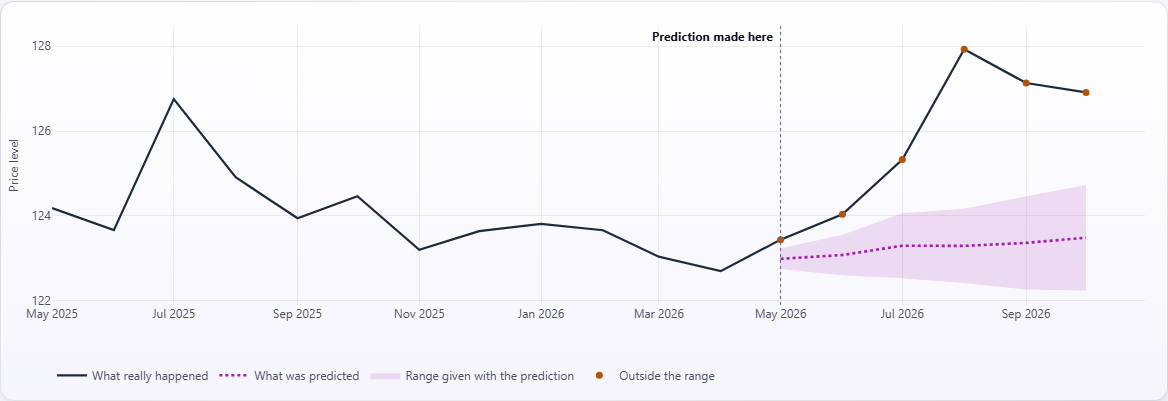 Prediction made here
128
126
124
122
Price level
May 2025 Jul 2025 Sep 2025 Nov 2025 Jan 2026 Mar 2026 May 2026 Jul 2026 Sep 2026
What really happened What was predicted Range given with the prediction Outside the range